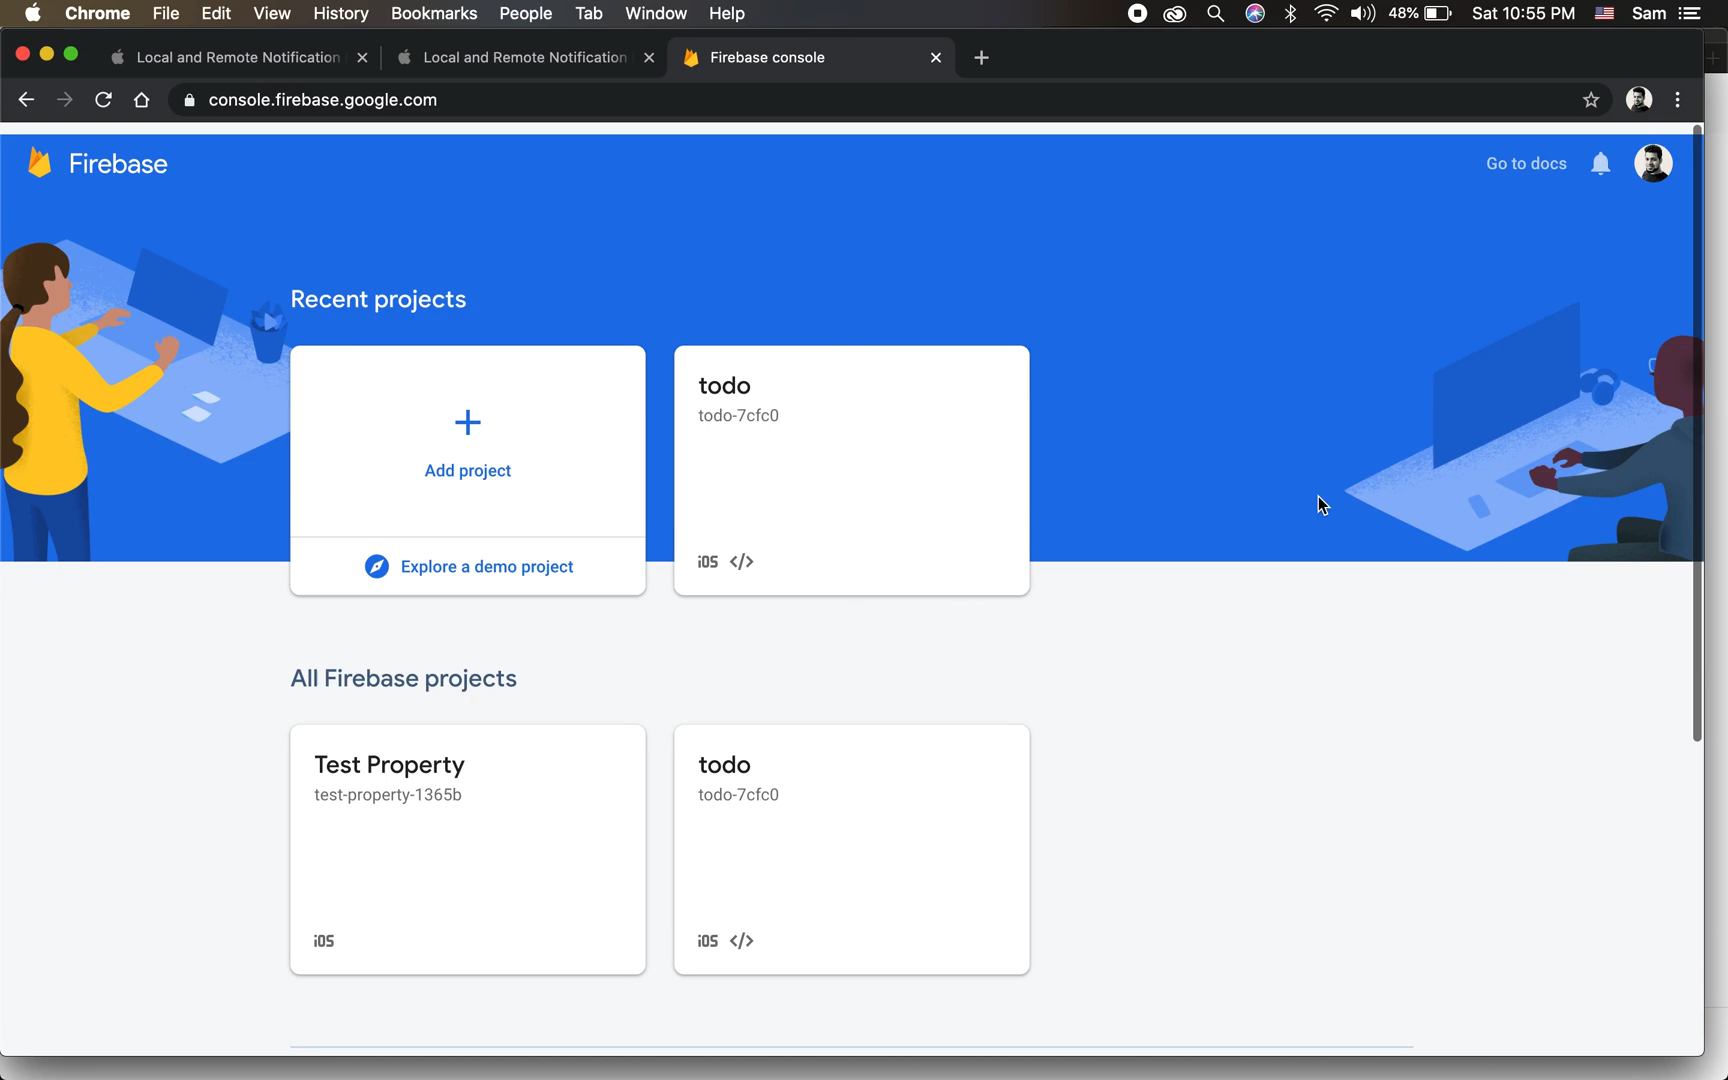 Chrome File Edit View History Bookmarks People Tab Window Help 48% Sat 10:55 PM Sam
Local and Remote Notification Local and Remote Notification Firebase console
console.firebase.google.com
Firebase Go to docs
Recent projects
Add project
Explore a demo project
todo
todo-7cfc0
iOS </>
All Firebase projects
Test Property
test-property-1365b
iOS
todo
todo-7cfc0
iOS </>